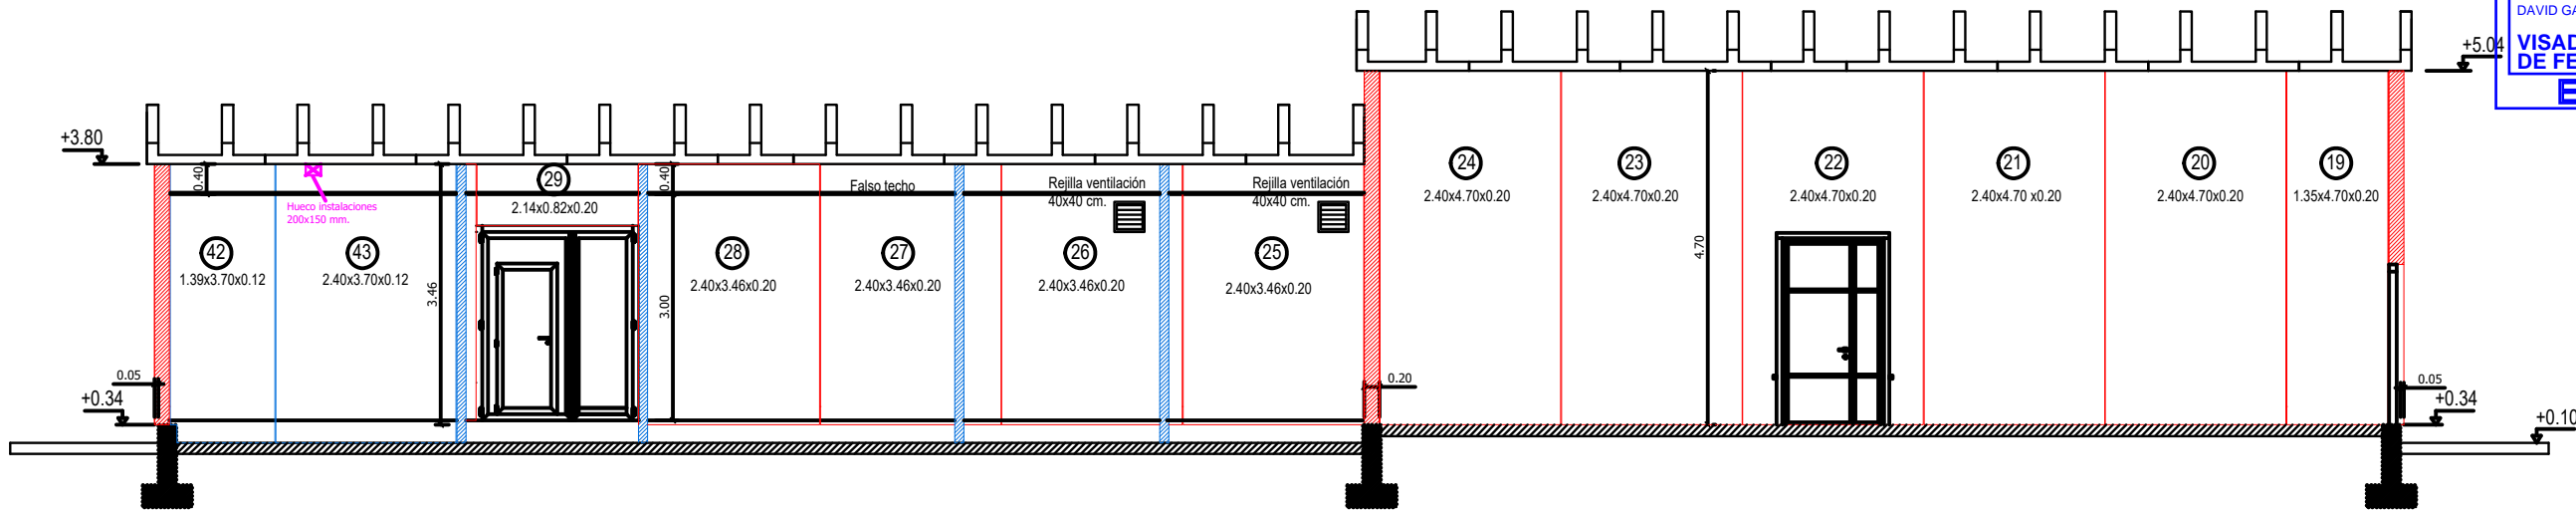 DAVID GA
VISAD
DE FE
+5.04
+3.80
0.40
Hueco instalaciones
200x150 mm.
29
2.14x0.82x0.20
0.40
Falso techo
Rejilla ventilación
40x40 cm.
Rejilla ventilación
40x40 cm.
24
2.40x4.70x0.20
23
2.40x4.70x0.20
22
2.40x4.70x0.20
21
2.40x4.70 x0.20
20
2.40x4.70x0.20
19
1.35x4.70x0.20
42
1.39x3.70x0.12
43
2.40x3.70x0.12
3.46
28
2.40x3.46x0.20
3.00
27
2.40x3.46x0.20
26
2.40x3.46x0.20
25
2.40x3.46x0.20
4.70
0.05
+0.34
0.20
0.05
+0.34
+0.10